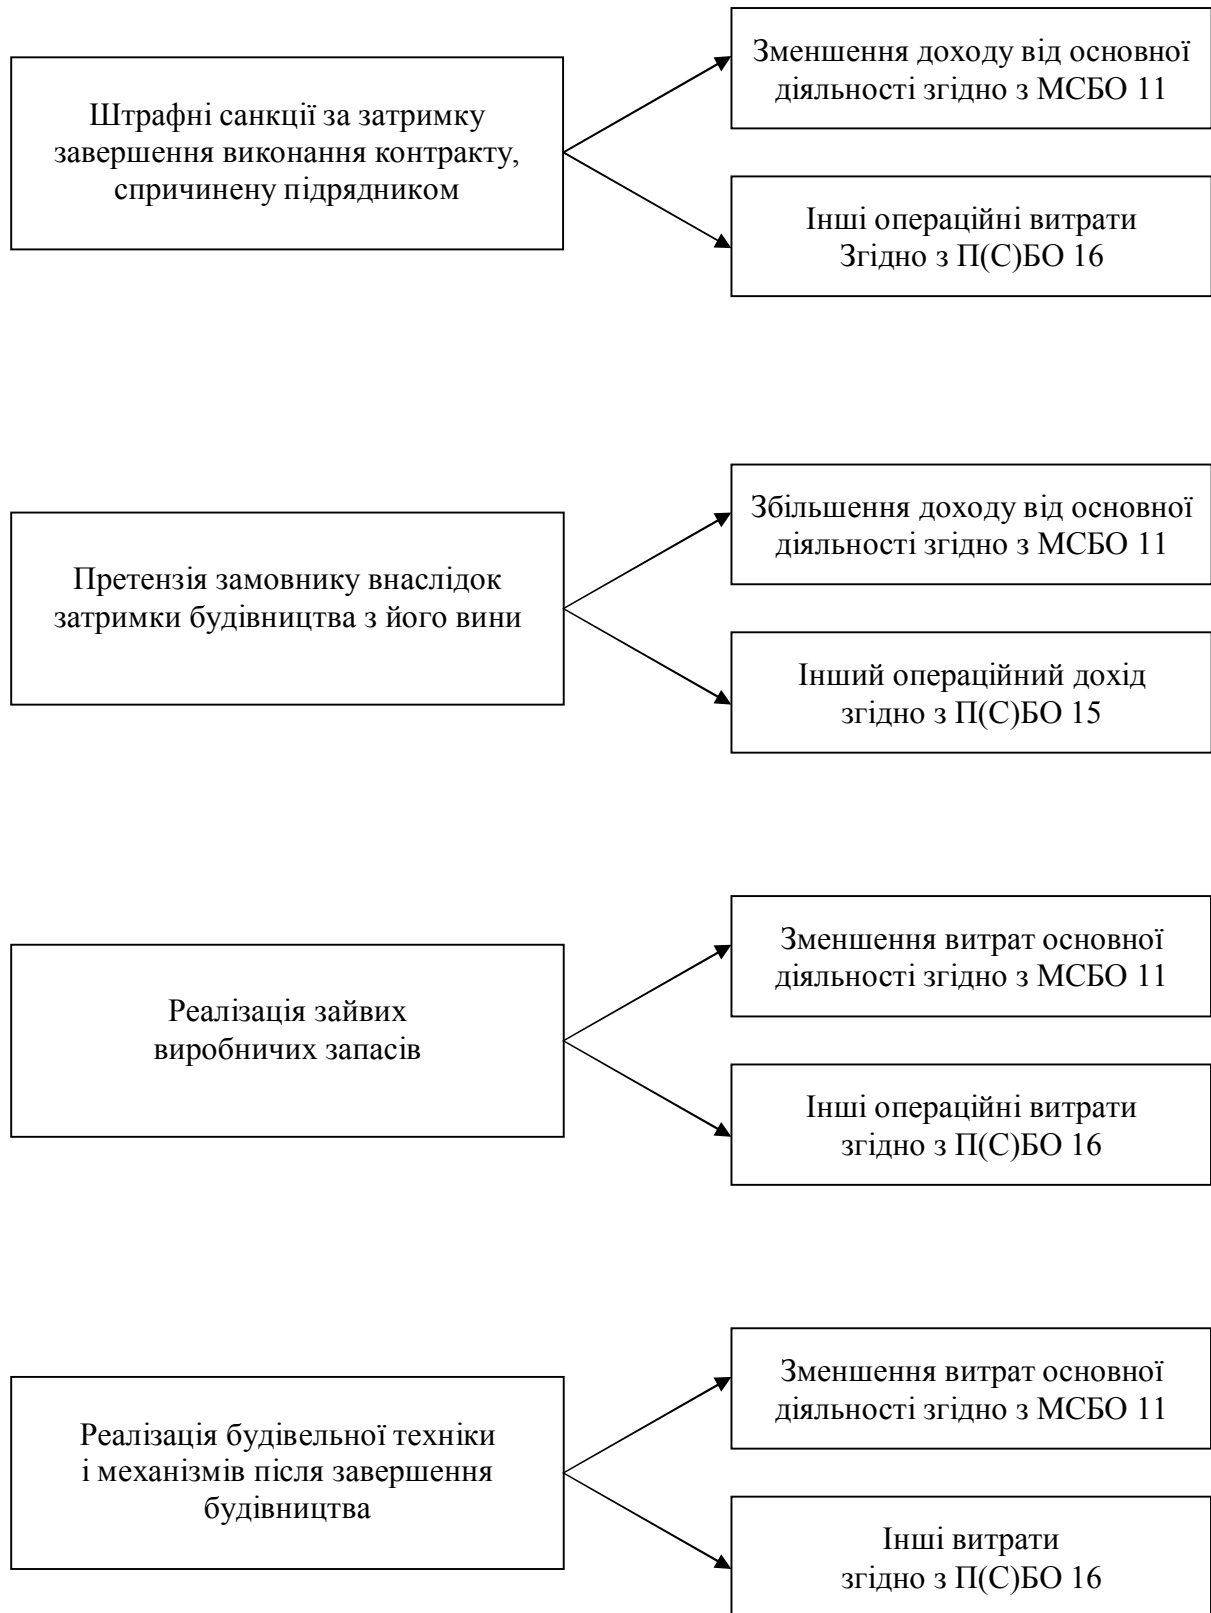 Штрафні санкції за затримку
завершення виконання контракту,
спричинену підрядником
Зменшення доходу від основної
діяльності згідно з МСБО 11
Інші операційні витрати
Згідно з П(С)БО 16
Претензія замовнику внаслідок
затримки будівництва з його вини
Збільшення доходу від основної
діяльності згідно з МСБО 11
Інший операційний дохід
згідно з П(С)БО 15
Реалізація зайвих
виробничих запасів
Зменшення витрат основної
діяльності згідно з МСБО 11
Інші операційні витрати
згідно з П(С)БО 16
Реалізація будівельної техніки
і механізмів після завершення
будівництва
Зменшення витрат основної
діяльності згідно з МСБО 11
Інші витрати
згідно з П(С)БО 16